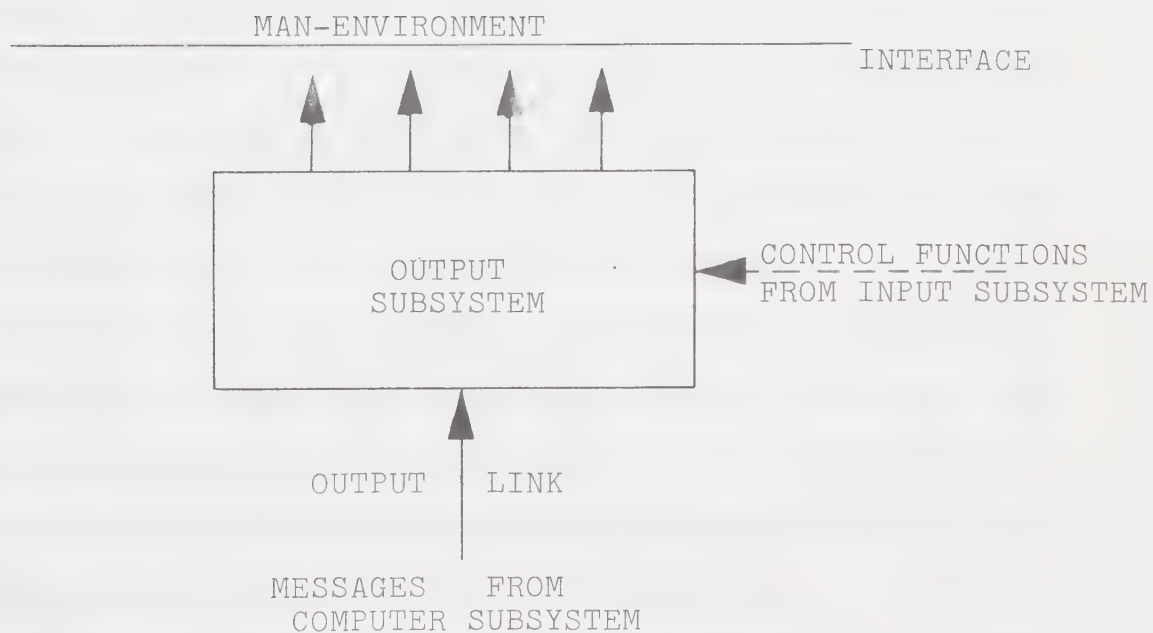 MAN-ENVIRONMENT
INTERFACE
OUTPUT
SUBSYSTEM
CONTROL FUNCTIONS
FROM INPUT SUBSYSTEM
OUTPUT LINK
MESSAGES FROM
COMPUTER SUBSYSTEM